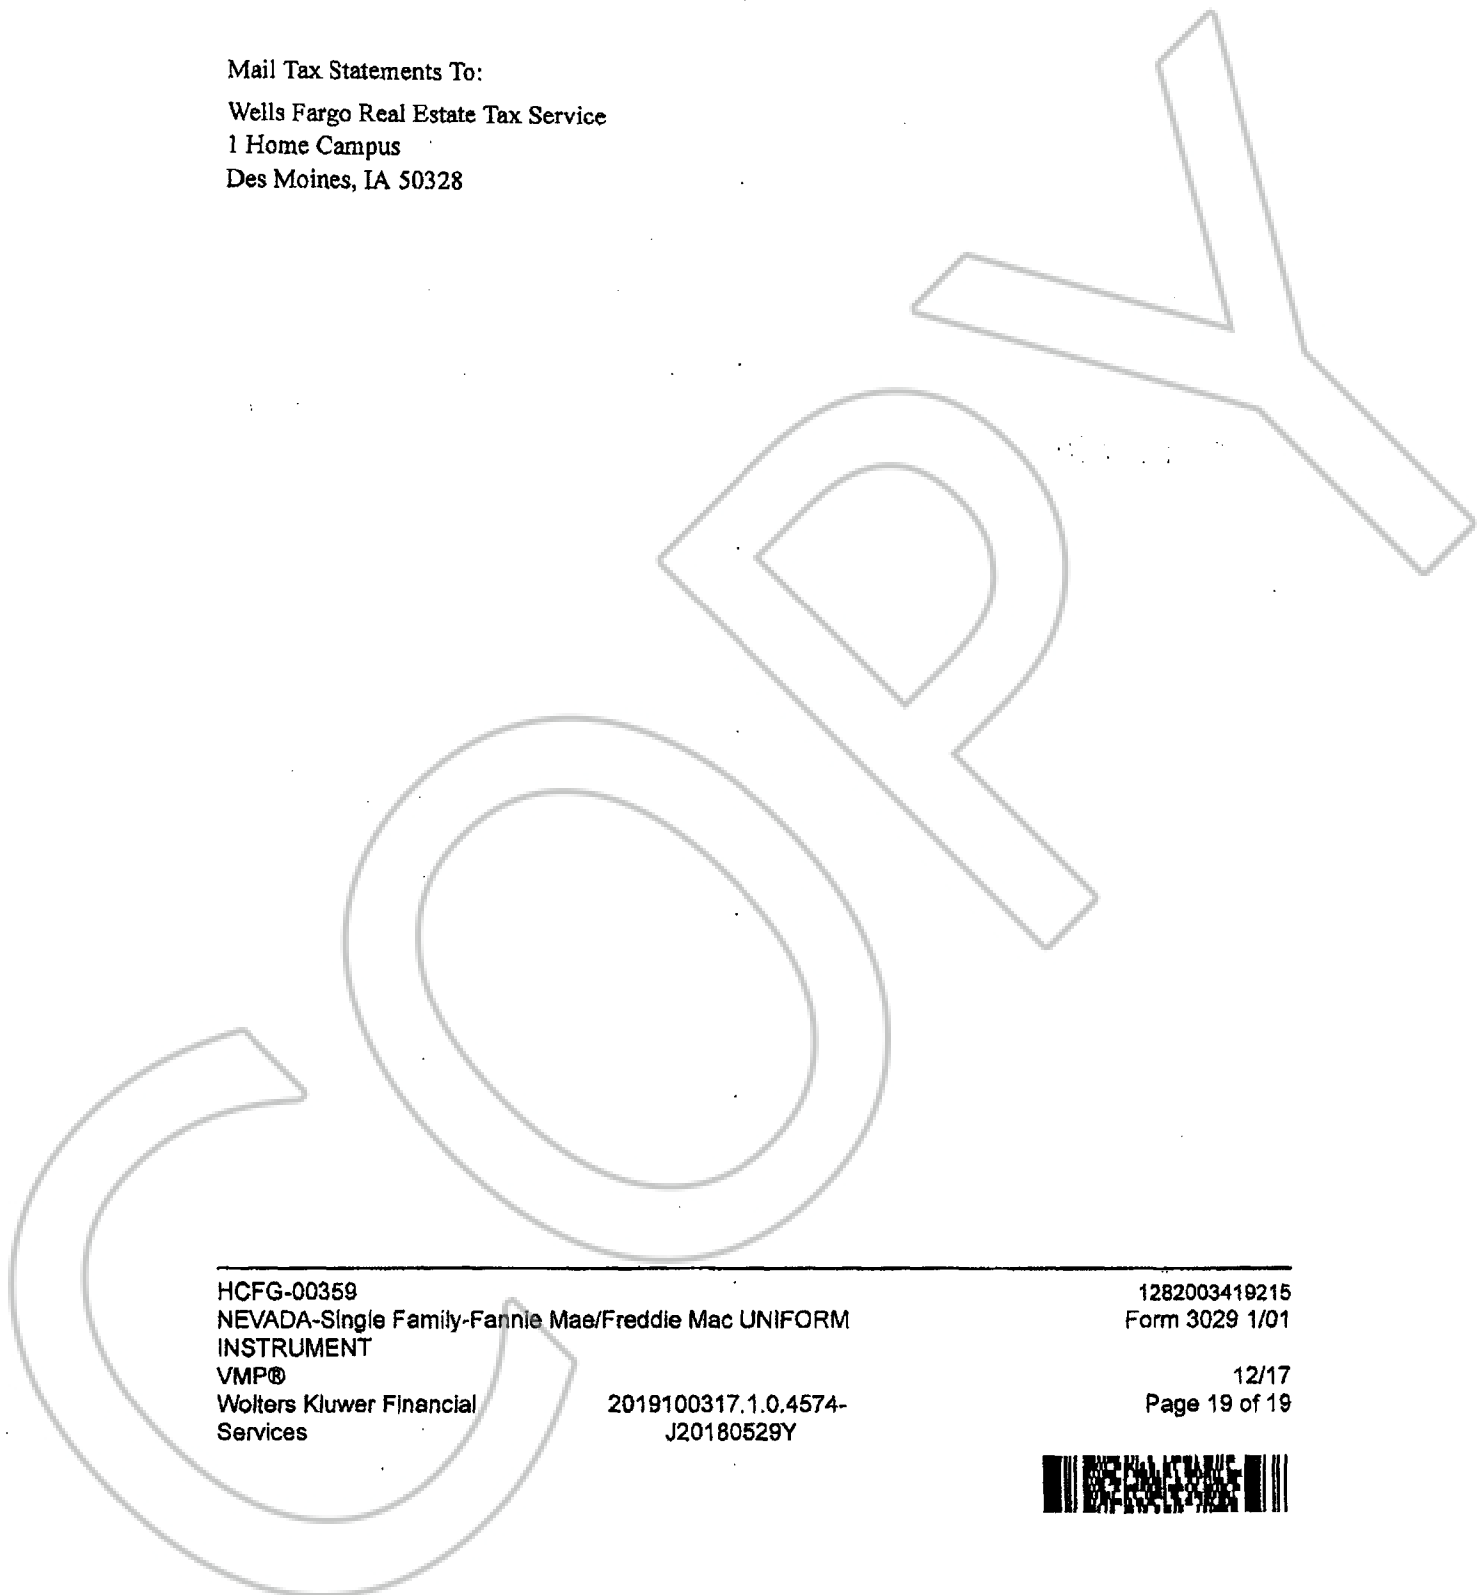 Mail Tax Statements To:
Wells Fargo Real Estate Tax Service
1 Home Campus
Des Moines, IA 50328
COPY
HCFG-00359
1282003419215
NEVADA-Single Family-Fannie Mae/Freddie Mac UNIFORM
Form 3029 1/01
INSTRUMENT
VMP®
12/17
Wolters Kluwer Financial
2019100317.1.0.4574-
Page 19 of 19
Services
J20180529Y